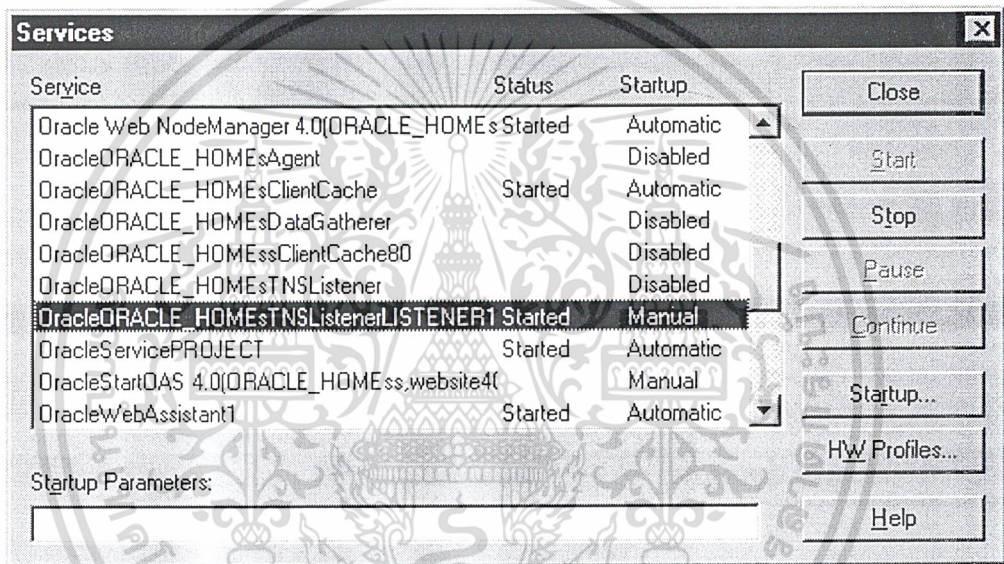 Services
Service Status Startup
Oracle Web NodeManager 4.0(ORACLE_HOMEs Started Automatic
OracleORACLE_HOMEsAgent Disabled
OracleORACLE_HOMEsClientCache Started Automatic
OracleORACLE_HOMEsDataGatherer Disabled
OracleORACLE_HOMEssClientCache80 Disabled
OracleORACLE_HOMEsTNSListener Disabled
OracleORACLE_HOMEsTNSListenerLISTENER1 Started Manual
OracleServicePROJECT Started Automatic
OracleStartOAS 4.0(ORACLE_HOMEss,website4( Manual
OracleWebAssistant1 Started Automatic
Startup Parameters:
Close
Start
Stop
Pause
Continue
Startup...
HW Profiles...
Help